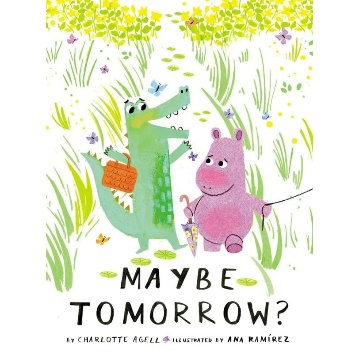 MAYBE
TOMORROW?
BY CHARLOTTE AGELL ILLUSTRATED BY ANA RAMÍREZ